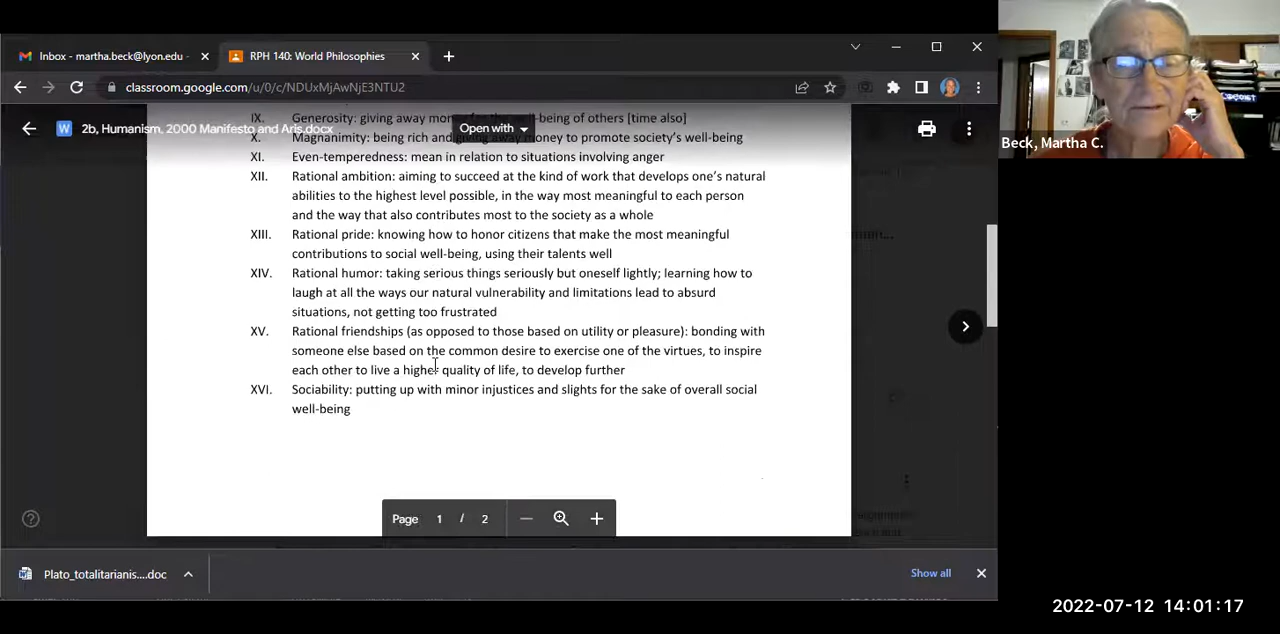 Inbox - martha.beck@lyon.edu -
RPH 140: World Philosophies
classroom.google.com/u/0/c/NDUxMjAwNjE3NTU2
2b, Humanism, 2000 Manifesto and Aris.docx
Open with
Beck, Martha C.
IX. Generosity: giving away money for the well-being of others [time also]
X. Magnanimity: being rich and giving away money to promote society's well-being
XI. Even-temperedness: mean in relation to situations involving anger
XII. Rational ambition: aiming to succeed at the kind of work that develops one's natural
abilities to the highest level possible, in the way most meaningful to each person
and the way that also contributes most to the society as a whole
XIII. Rational pride: knowing how to honor citizens that make the most meaningful
contributions to social well-being, using their talents well
XIV. Rational humor: taking serious things seriously but oneself lightly; learning how to
laugh at all the ways our natural vulnerability and limitations lead to absurd
situations, not getting too frustrated
XV. Rational friendships (as opposed to those based on utility or pleasure): bonding with
someone else based on the common desire to exercise one of the virtues, to inspire
each other to live a higher quality of life, to develop further
XVI. Sociability: putting up with minor injustices and slights for the sake of overall social
well-being
Page 1 / 2
Plato_totalitarianis....doc
Show all
2022-07-12 14:01:17